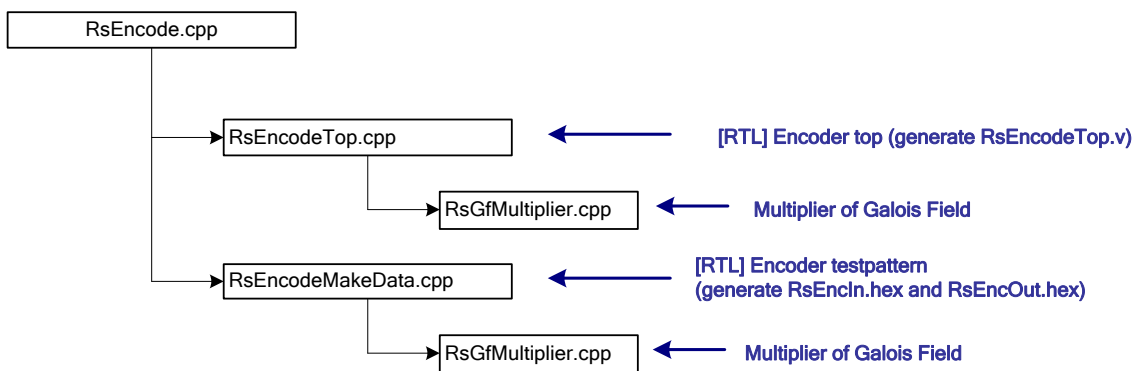 RsEncode.cpp
RsEncodeTop.cpp
[RTL] Encoder top (generate RsEncodeTop.v)
RsGfMultiplier.cpp
Multiplier of Galois Field
RsEncodeMakeData.cpp
[RTL] Encoder testpattern
(generate RsEncIn.hex and RsEncOut.hex)
RsGfMultiplier.cpp
Multiplier of Galois Field